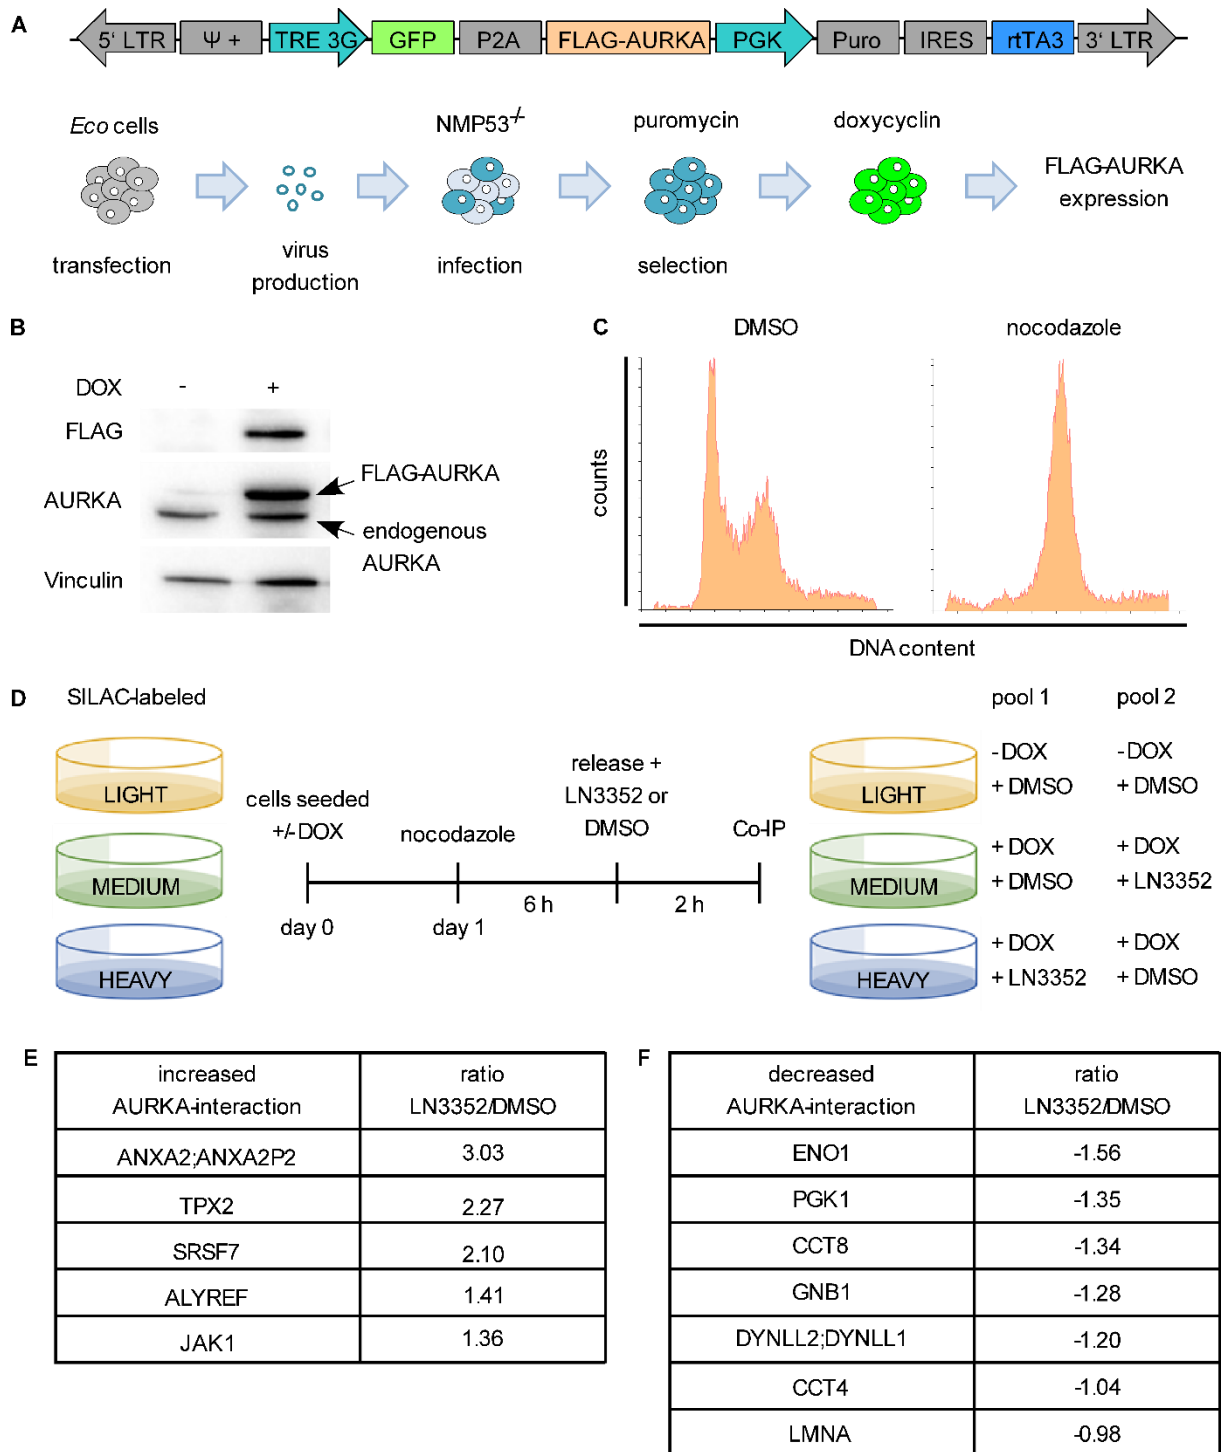 A
5‘ LTR Ψ + TRE 3G GFP P2A FLAG-AURKA PGK Puro IRES rtTA3 3‘ LTR
Eco cells NMP53-/- puromycin doxycyclin
FLAG-AURKA
expression
transfection virus
production infection selection
B
DOX - +
FLAG
AURKA
FLAG-AURKA
endogenous
AURKA
Vinculin
C
DMSO nocodazole
counts
DNA content
D SILAC-labeled pool 1 pool 2
LIGHT
MEDIUM
HEAVY
cells seeded
+/-DOX
nocodazole
release +
LN3352 or
DMSO
Co-IP
6 h 2 h
day 0 day 1
LIGHT
-DOX -DOX
+ DMSO + DMSO
MEDIUM
+ DOX + DOX
+ DMSO + LN3352
HEAVY
+ DOX + DOX
+ LN3352 + DMSO
E
increased ratio
AURKA-interaction LN3352/DMSO
ANXA2;ANXA2P2 3.03
TPX2 2.27
SRSF7 2.10
ALYREF 1.41
JAK1 1.36
F
decreased ratio
AURKA-interaction LN3352/DMSO
ENO1 -1.56
PGK1 -1.35
CCT8 -1.34
GNB1 -1.28
DYNLL2;DYNLL1 -1.20
CCT4 -1.04
LMNA -0.98